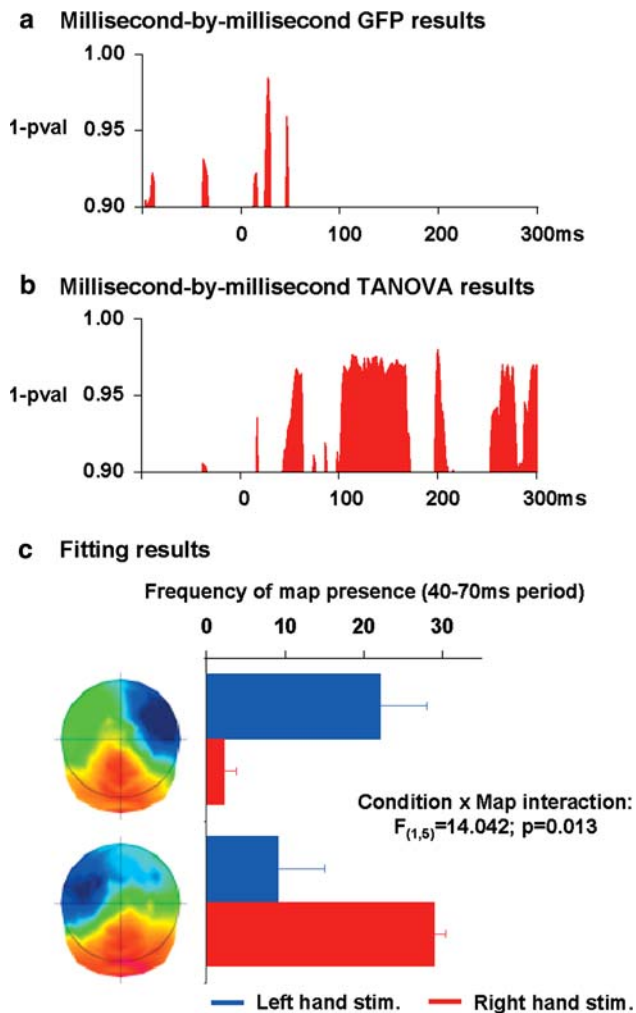 a Millisecond-by-millisecond GFP results
1.00
1-pval 0.95
0.90
0 100 200 300ms
b Millisecond-by-millisecond TANOVA results
1.00
1-pval 0.95
0.90
0 100 200 300ms
c Fitting results
Frequency of map presence (40-70ms period)
0 10 20 30
Condition x Map interaction:
F(1,5)=14.042; p=0.013
Left hand stim. Right hand stim.